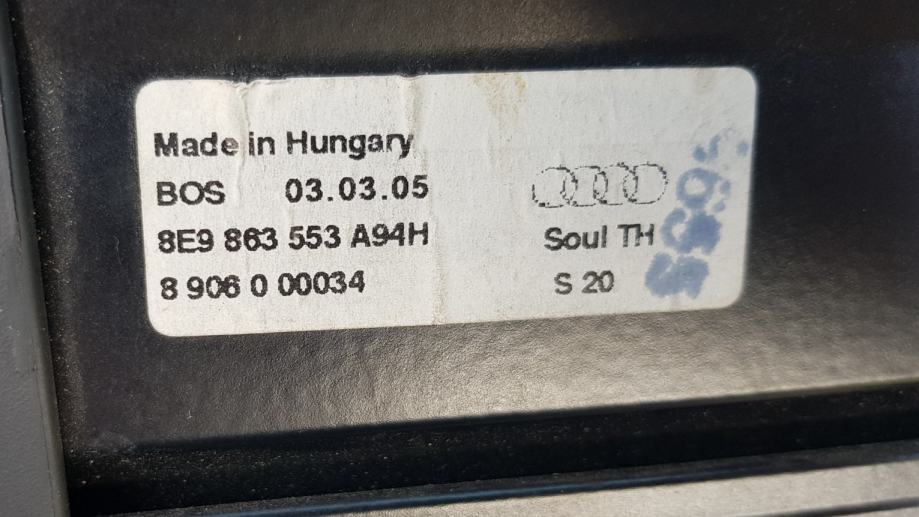 Made in Hungary
BOS 03.03.05
8E9 863 553 A94H
Soul TH
8 906 0 00034
S 20